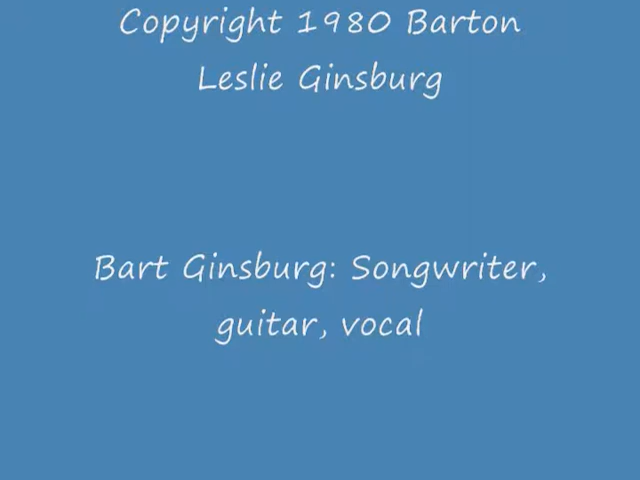 Copyright 1980 Barton
Leslie Ginsburg
Bart Ginsburg: Songwriter,
guitar, vocal